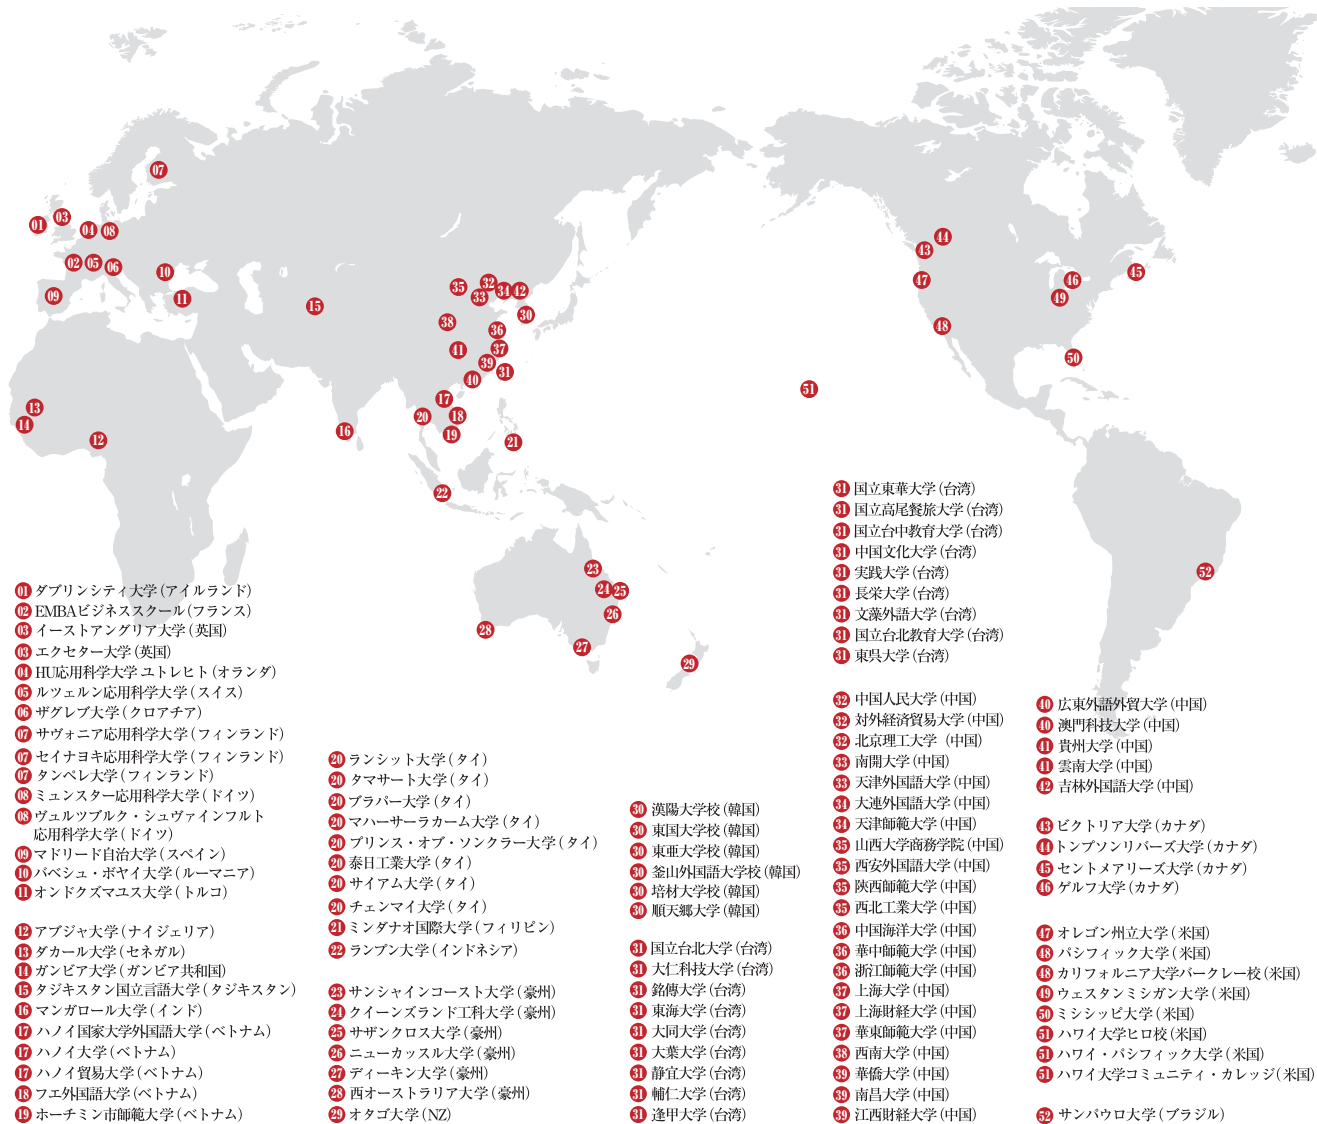 07
01
03
04
08
02
05
06
10
09
11
15
13
14
12
16
35
32
33
34
42
30
38
36
41
37
39
31
40
17
20
18
19
21
22
23
24
25
26
27
28
29
44
43
47
46
45
49
48
50
51
52
01 ダブリンシティ大学(アイルランド)
02 EMBAビジネススクール(フランス)
03 イーストアングリア大学(英国)
03 エクセター大学(英国)
04 HU応用科学大学 ユトレヒト(オランダ)
05 ルツェルン応用科学大学(スイス)
06 ザグレブ大学(クロアチア)
07 サヴォニア応用科学大学(フィンランド)
07 セイナヨキ応用科学大学(フィンランド)
07 タンペレ大学(フィンランド)
08 ミュンスター応用科学大学(ドイツ)
08 ヴュルツブルク・シュヴァインフルト
応用科学大学(ドイツ)
09 マドリード自治大学(スペイン)
10 バベシュ・ボヤイ大学(ルーマニア)
11 オンドクズマユス大学(トルコ)
12 アブジャ大学(ナイジェリア)
13 ダカール大学(セネガル)
14 ガンビア大学(ガンビア共和国)
15 タジキスタン国立言語大学(タジキスタン)
16 マンガロール大学(インド)
17 ハノイ国家大学外国語大学(ベトナム)
17 ハノイ大学(ベトナム)
17 ハノイ貿易大学(ベトナム)
18 フエ外国語大学(ベトナム)
19 ホーチミン市師範大学(ベトナム)
20 ランシット大学(タイ)
20 タマサート大学(タイ)
20 ブラパー大学(タイ)
20 マハーサーラカーム大学(タイ)
20 プリンス・オブ・ソンクラー大学(タイ)
20 泰日工業大学(タイ)
20 サイアム大学(タイ)
20 チェンマイ大学(タイ)
21 ミンダナオ国際大学(フィリピン)
22 ランプン大学(インドネシア)
23 サンシャインコースト大学(豪州)
24 クイーンズランド工科大学(豪州)
25 サザンクロス大学(豪州)
26 ニューカッスル大学(豪州)
27 ディーキン大学(豪州)
28 西オーストラリア大学(豪州)
29 オタゴ大学(NZ)
30 漢陽大学校(韓国)
30 東国大学校(韓国)
30 東亜大学校(韓国)
30 釜山外国語大学校(韓国)
30 培材大学校(韓国)
30 順天郷大学(韓国)
31 国立台北大学(台湾)
31 大仁科技大学(台湾)
31 銘傳大学(台湾)
31 東海大学(台湾)
31 大同大学(台湾)
31 大葉大学(台湾)
31 静宜大学(台湾)
31 輔仁大学(台湾)
31 逢甲大学(台湾)
31 国立東華大学(台湾)
31 国立高尾餐旅大学(台湾)
31 国立台中教育大学(台湾)
31 中国文化大学(台湾)
31 実践大学(台湾)
31 長栄大学(台湾)
31 文藻外語大学(台湾)
31 国立台北教育大学(台湾)
31 東呉大学(台湾)
32 中国人民大学(中国)
32 対外経済貿易大学(中国)
32 北京理工大学(中国)
33 南開大学(中国)
33 天津外国語大学(中国)
34 大連外国語大学(中国)
34 天津師範大学(中国)
35 山西大学商務学院(中国)
35 西安外国語大学(中国)
35 陝西師範大学(中国)
35 西北工業大学(中国)
36 中国海洋大学(中国)
36 華中師範大学(中国)
36 浙江師範大学(中国)
37 上海大学(中国)
37 上海財経大学(中国)
37 華東師範大学(中国)
38 西南大学(中国)
39 華僑大学(中国)
39 南昌大学(中国)
39 江西財経大学(中国)
40 広東外語外貿大学(中国)
40 澳門科技大学(中国)
41 貴州大学(中国)
41 雲南大学(中国)
42 吉林外国語大学(中国)
43 ビクトリア大学(カナダ)
44 トンプソンリバーズ大学(カナダ)
45 セントメアリーズ大学(カナダ)
46 ゲルフ大学(カナダ)
47 オレゴン州立大学(米国)
48 パシフィック大学(米国)
48 カリフォルニア大学バークレー校(米国)
49 ウェスタンミシガン大学(米国)
50 ミシシッピ大学(米国)
51 ハワイ大学ヒロ校(米国)
51 ハワイ・パシフィック大学(米国)
51 ハワイ大学コミュニティ・カレッジ(米国)
52 サンパウロ大学(ブラジル)